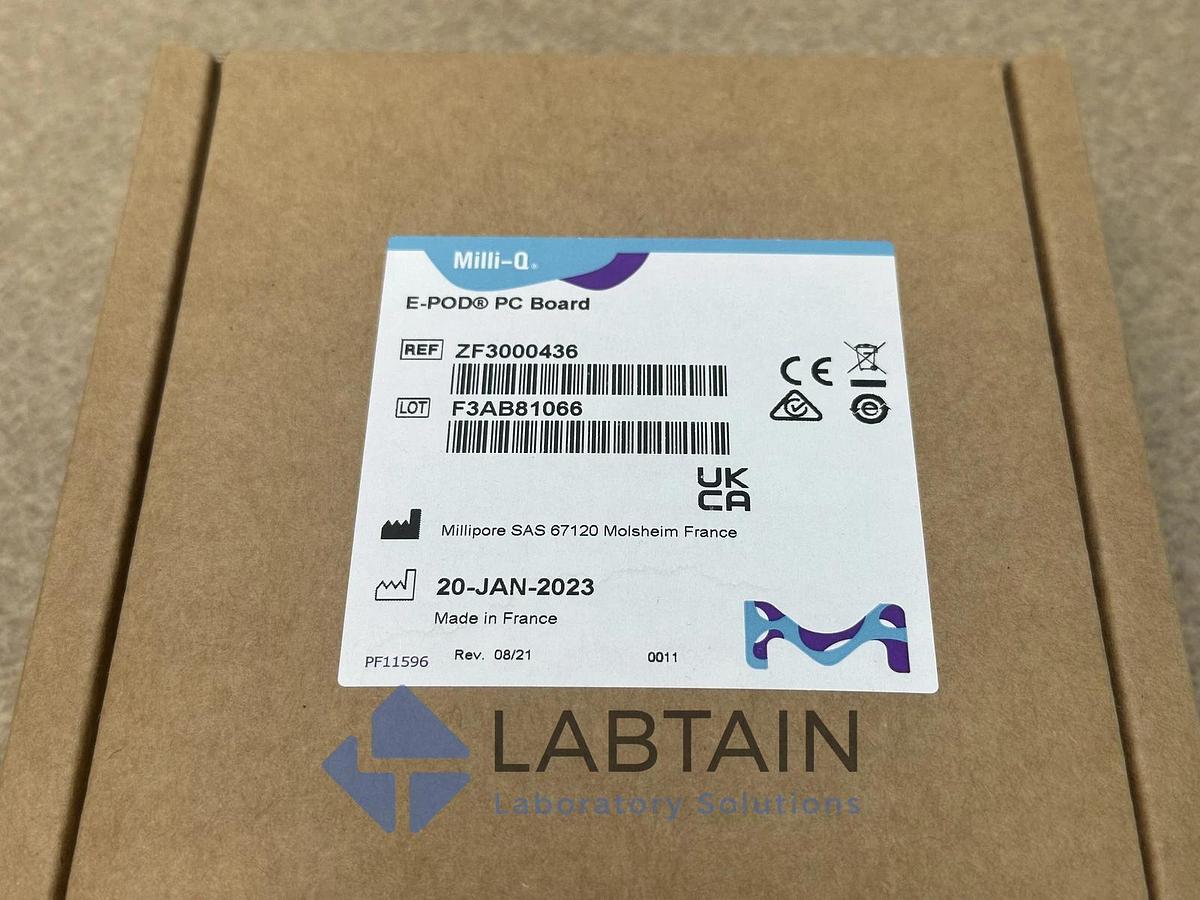 Milli-Q®
E-POD® PC Board
REF ZF3000436
LOT F3AB81066
UK
CA
Millipore SAS 67120 Molsheim France
20-JAN-2023
Made in France
PF11596 Rev. 08/21 0011
LABTAIN
Laboratory Solutions